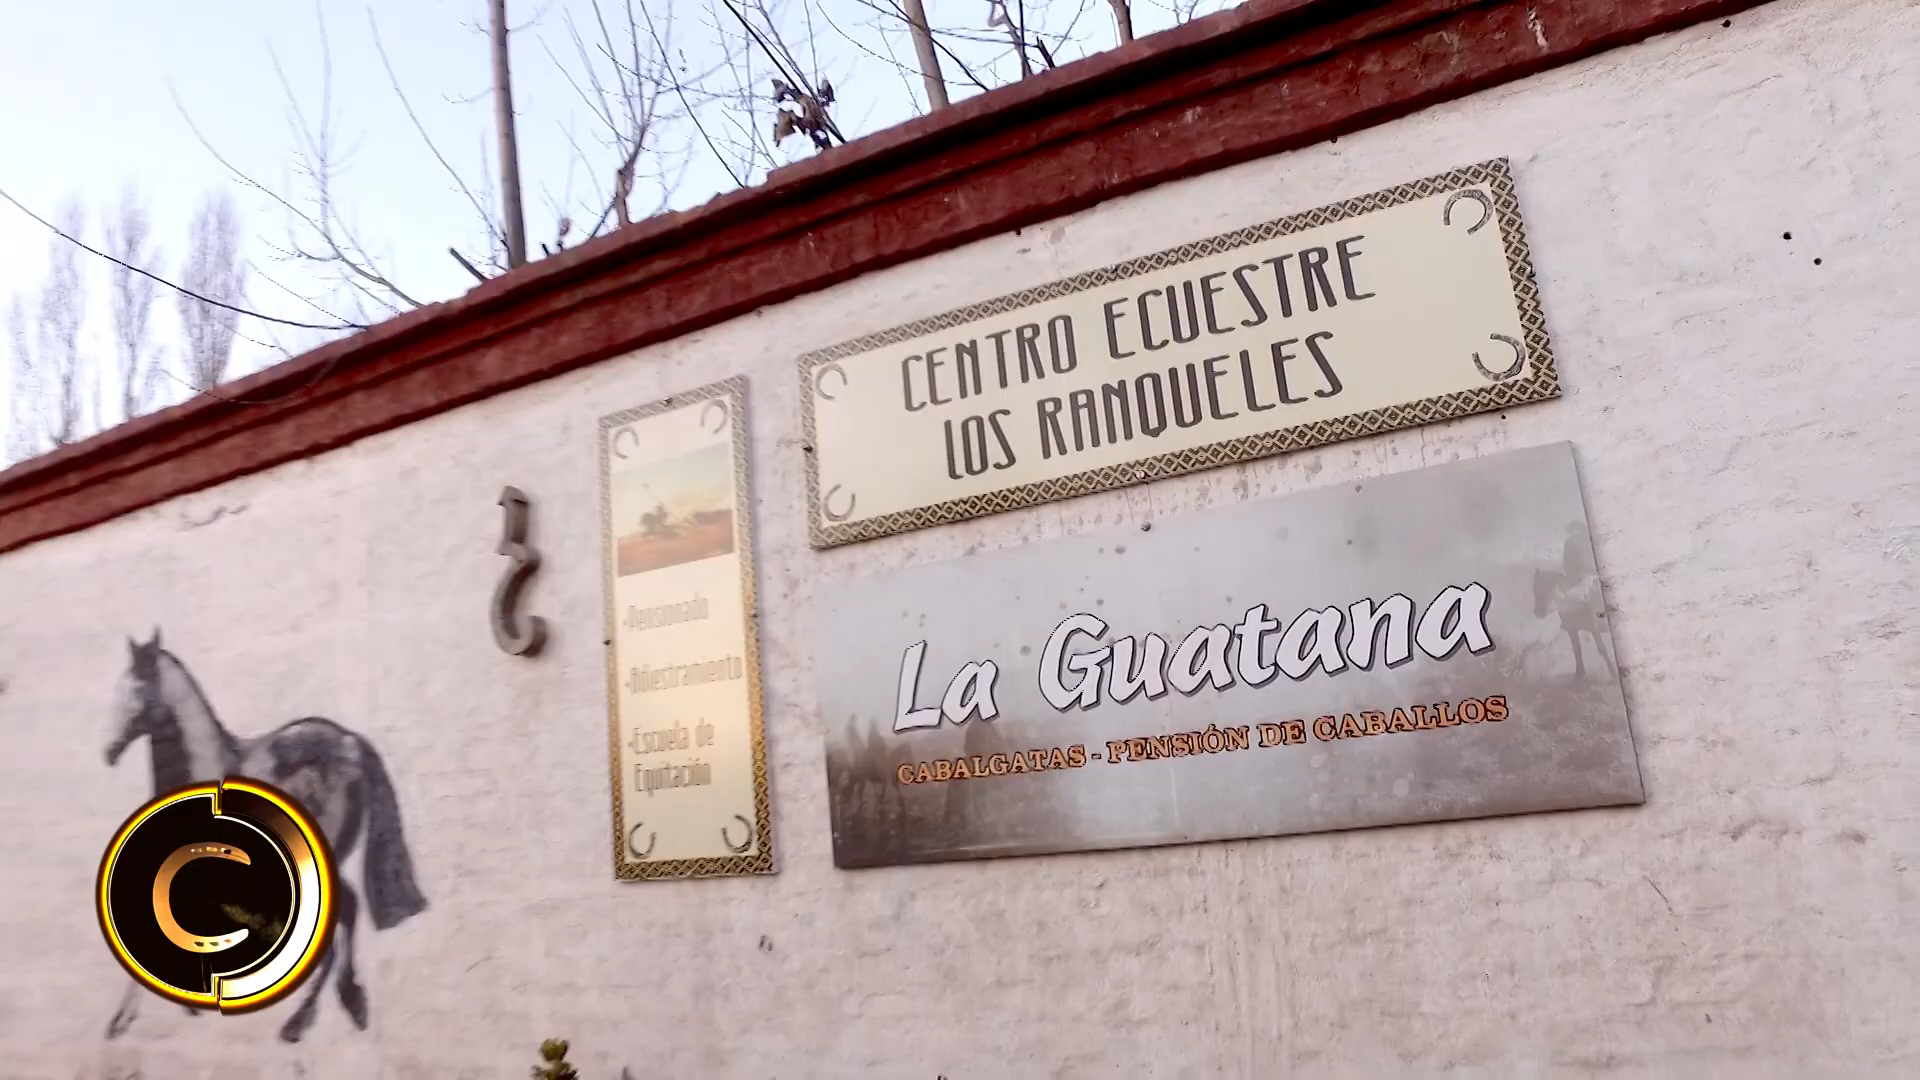 CENTRO ECUESTRE
LOS RANQUELES
-Pensionado
-Adiestramiento
-Escuela de
Equitación
La Guatana
CABALGATAS - PENSIÓN DE CABALLOS